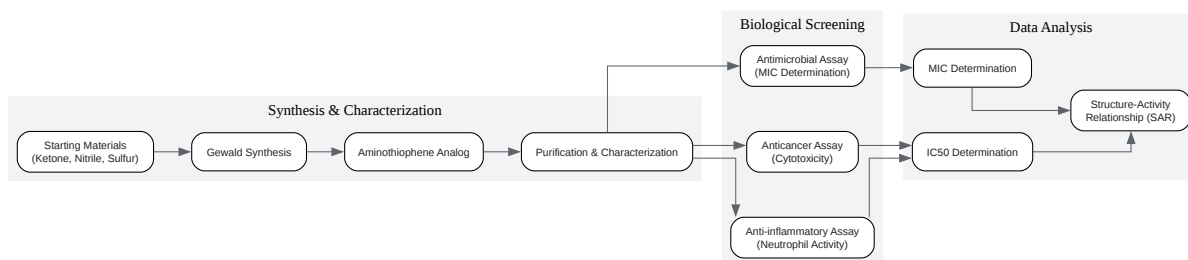 Synthesis & Characterization
Starting Materials
(Ketone, Nitrile, Sulfur)
Gewald Synthesis
Aminothiophene Analog
Purification & Characterization
Biological Screening
Antimicrobial Assay
(MIC Determination)
Anticancer Assay
(Cytotoxicity)
Anti-inflammatory Assay
(Neutrophil Activity)
Data Analysis
MIC Determination
IC50 Determination
Structure-Activity
Relationship (SAR)